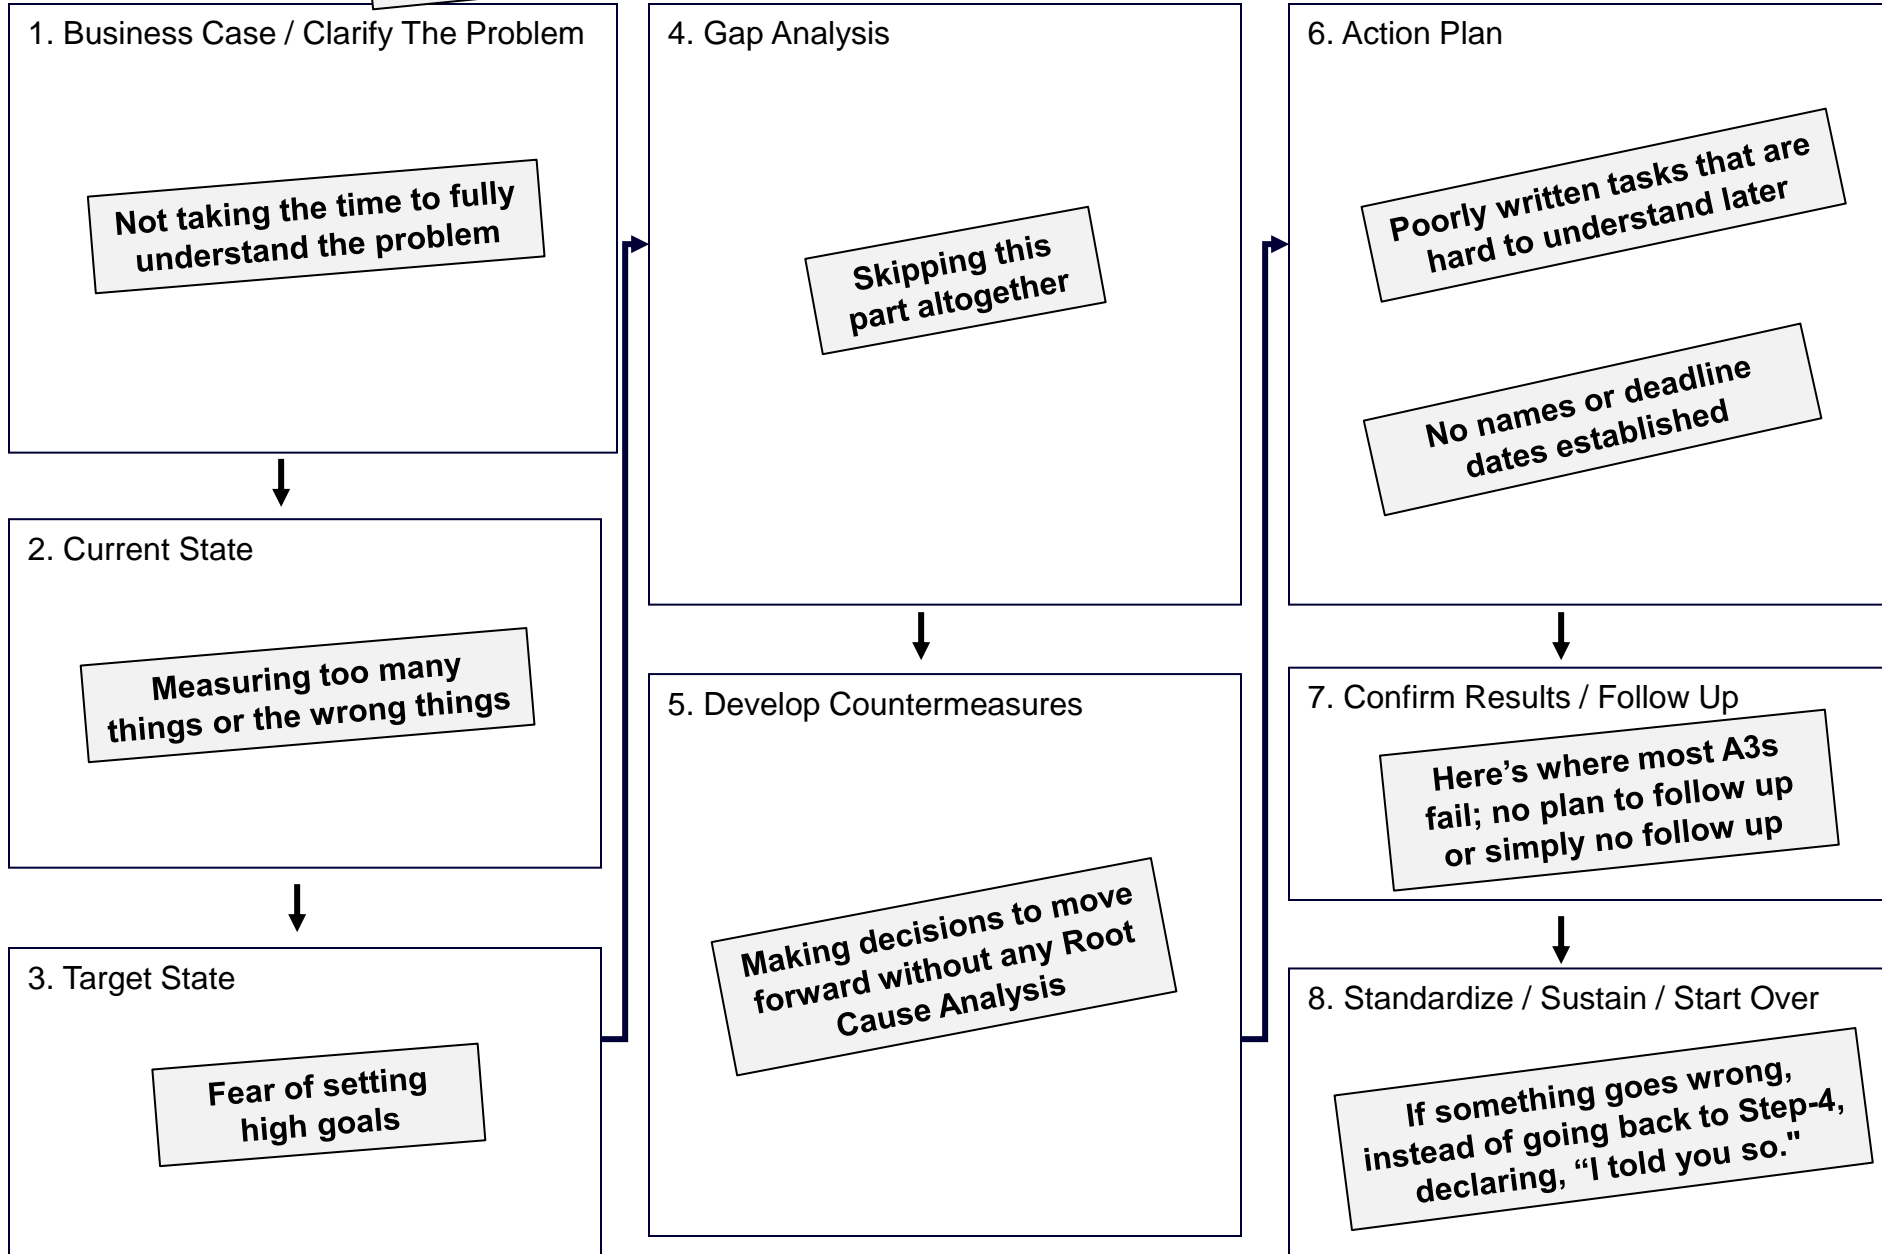 1. Business Case / Clarify The Problem
Not taking the time to fully
understand the problem
2. Current State
Measuring too many
things or the wrong things
3. Target State
Fear of setting
high goals
4. Gap Analysis
Skipping this
part altogether
5. Develop Countermeasures
Making decisions to move
forward without any Root
Cause Analysis
6. Action Plan
Poorly written tasks that are
hard to understand later
No names or deadline
dates established
7. Confirm Results / Follow Up
Here’s where most A3s
fail; no plan to follow up
or simply no follow up
8. Standardize / Sustain / Start Over
If something goes wrong,
instead of going back to Step-4,
declaring, “I told you so."